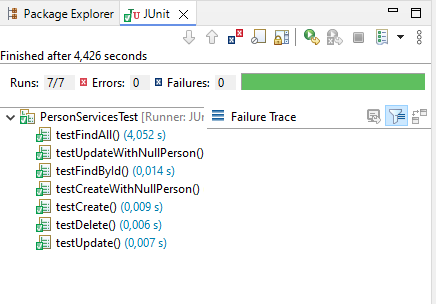 Package Explorer JUnit
Finished after 4,426 seconds
Runs: 7/7 Errors: 0 Failures: 0
PersonServicesTest [Runner: JUr
Failure Trace
testFindAll() (4,052 s)
testUpdateWithNullPerson()
testFindById() (0,014 s)
testCreateWithNullPerson()
testCreate() (0,009 s)
testDelete() (0,006 s)
testUpdate() (0,007 s)